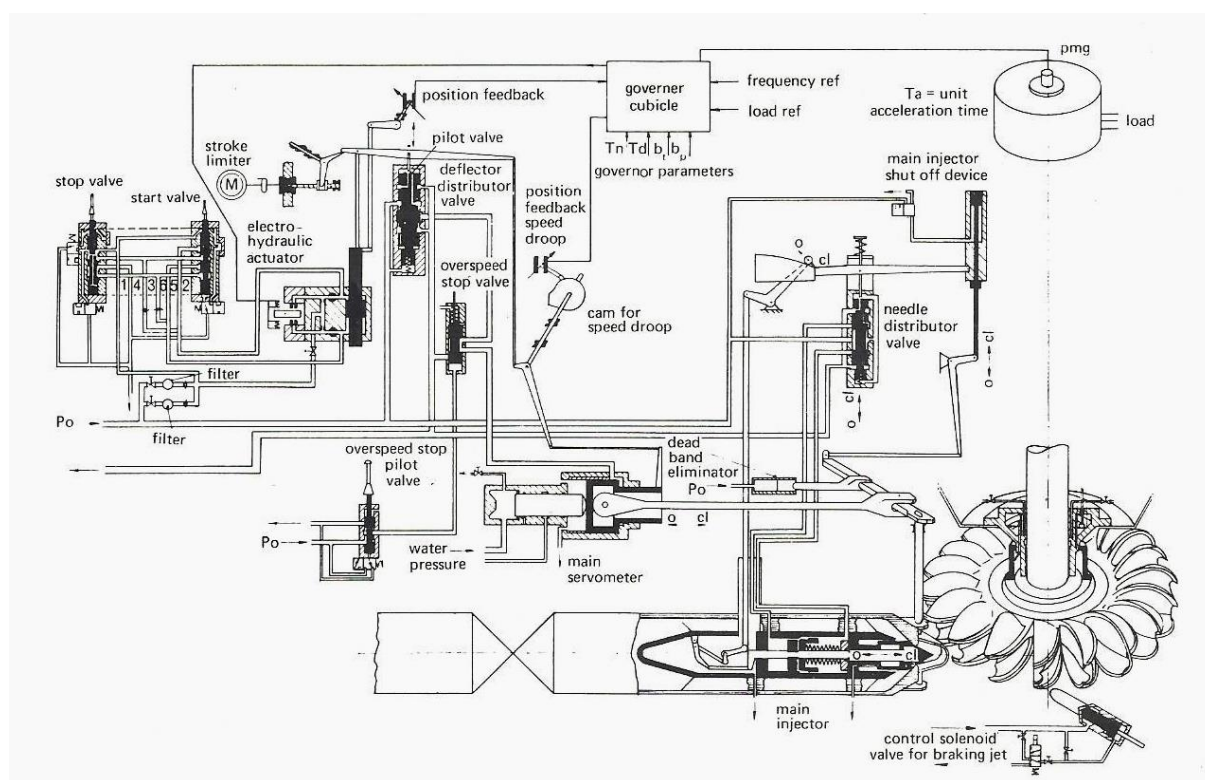 pmg
governer
cubicle
frequency ref
load ref
Tn Td bt bp
governor parameters
Ta = unit
acceleration time
load
position feedback
pilot valve
stroke
limiter
M
deflector
distributor
valve
stop valve
start valve
electro-
hydraulic
actuator
position
feedback
speed
droop
main injector
shut off device
o
cl
overspeed
stop valve
cam for
speed droop
needle
distributor
valve
1 4 3 6 5 2
M
M
M
cl
o
cl
o
filter
filter
Po
overspeed stop
pilot
valve
dead
band
eliminator
Po
o cl
Po
water
pressure
main
servometer
o cl
main
injector
control solenoid
valve for braking jet
M